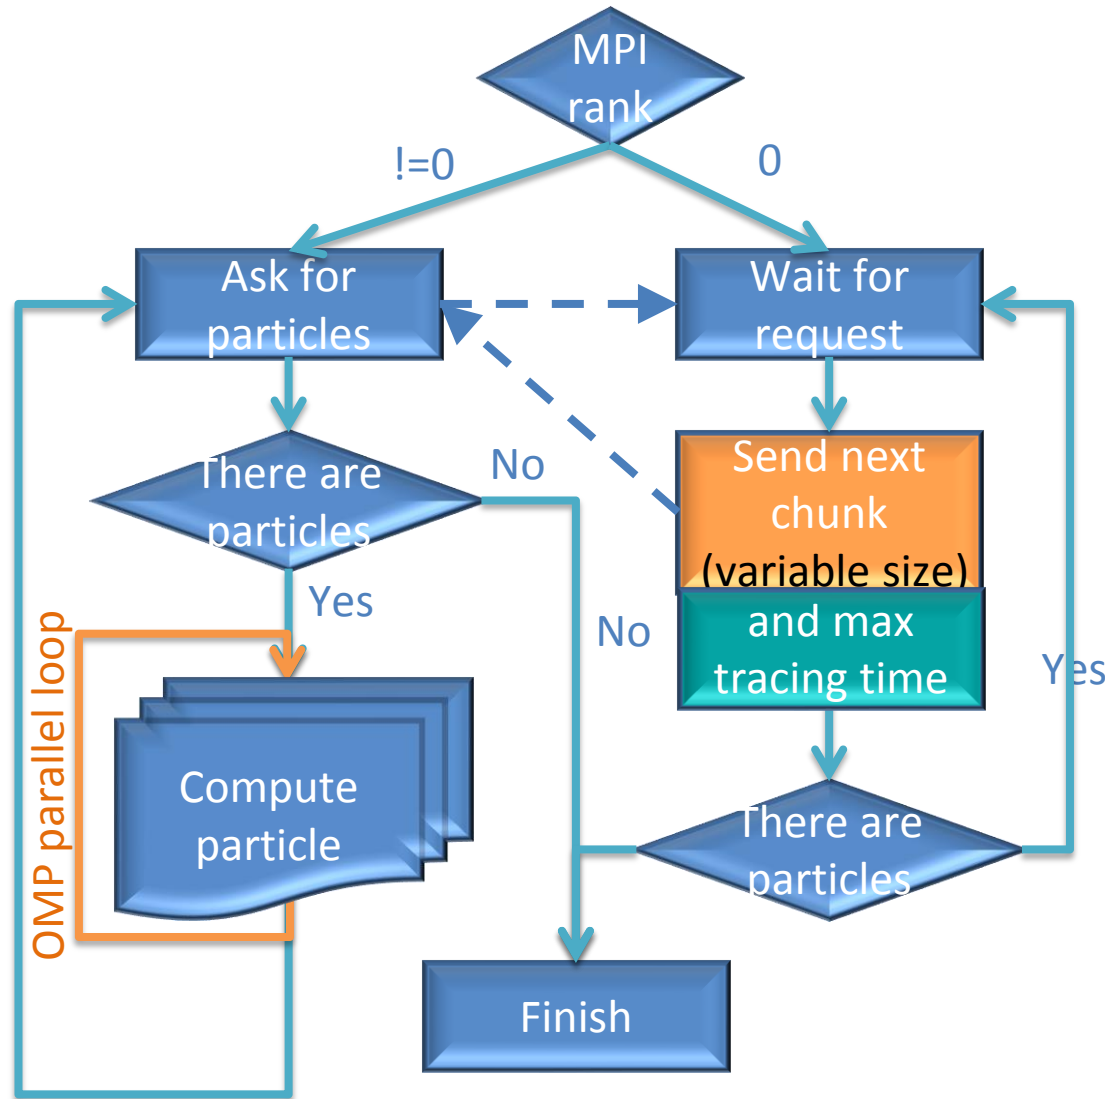 MPI
rank
!=0
0
Ask for
particles
Wait for
request
There are
particles
No
Yes
Send next
chunk
(variable size)
and max
tracing time
No
Yes
OMP parallel loop
Compute
particle
There are
particles
Finish